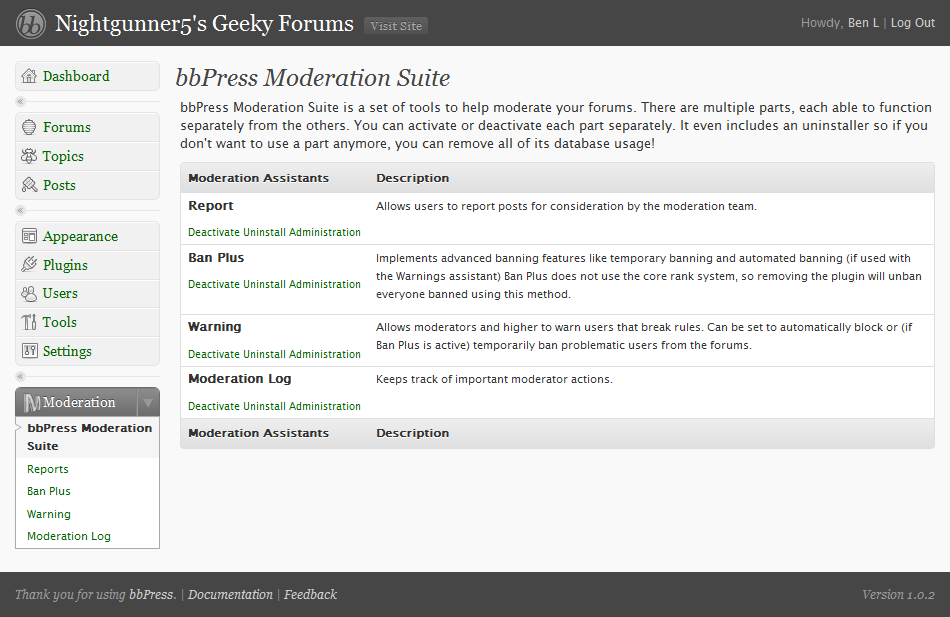 bb Nightgunner5's Geeky Forums Visit Site Howdy, Ben L | Log Out
Dashboard
«
Forums
Topics
Posts
«
Appearance
Plugins
Users
Tools
Settings
«
Moderation
bbPress Moderation
Suite
Reports
Ban Plus
Warning
Moderation Log
bbPress Moderation Suite
bbPress Moderation Suite is a set of tools to help moderate your forums. There are multiple parts, each able to function
separately from the others. You can activate or deactivate each part separately. It even includes an uninstaller so if you
don't want to use a part anymore, you can remove all of its database usage!
Moderation Assistants Description
Report Allows users to report posts for consideration by the moderation team.
Deactivate Uninstall Administration
Ban Plus Implements advanced banning features like temporary banning and automated banning (if used with
the Warnings assistant) Ban Plus does not use the core rank system, so removing the plugin will unban
Deactivate Uninstall Administration
everyone banned using this method.
Warning Allows moderators and higher to warn users that break rules. Can be set to automatically block or (if
Ban Plus is active) temporarily ban problematic users from the forums.
Deactivate Uninstall Administration
Moderation Log Keeps track of important moderator actions.
Deactivate Uninstall Administration
Moderation Assistants Description
Thank you for using bbPress. | Documentation | Feedback Version 1.0.2